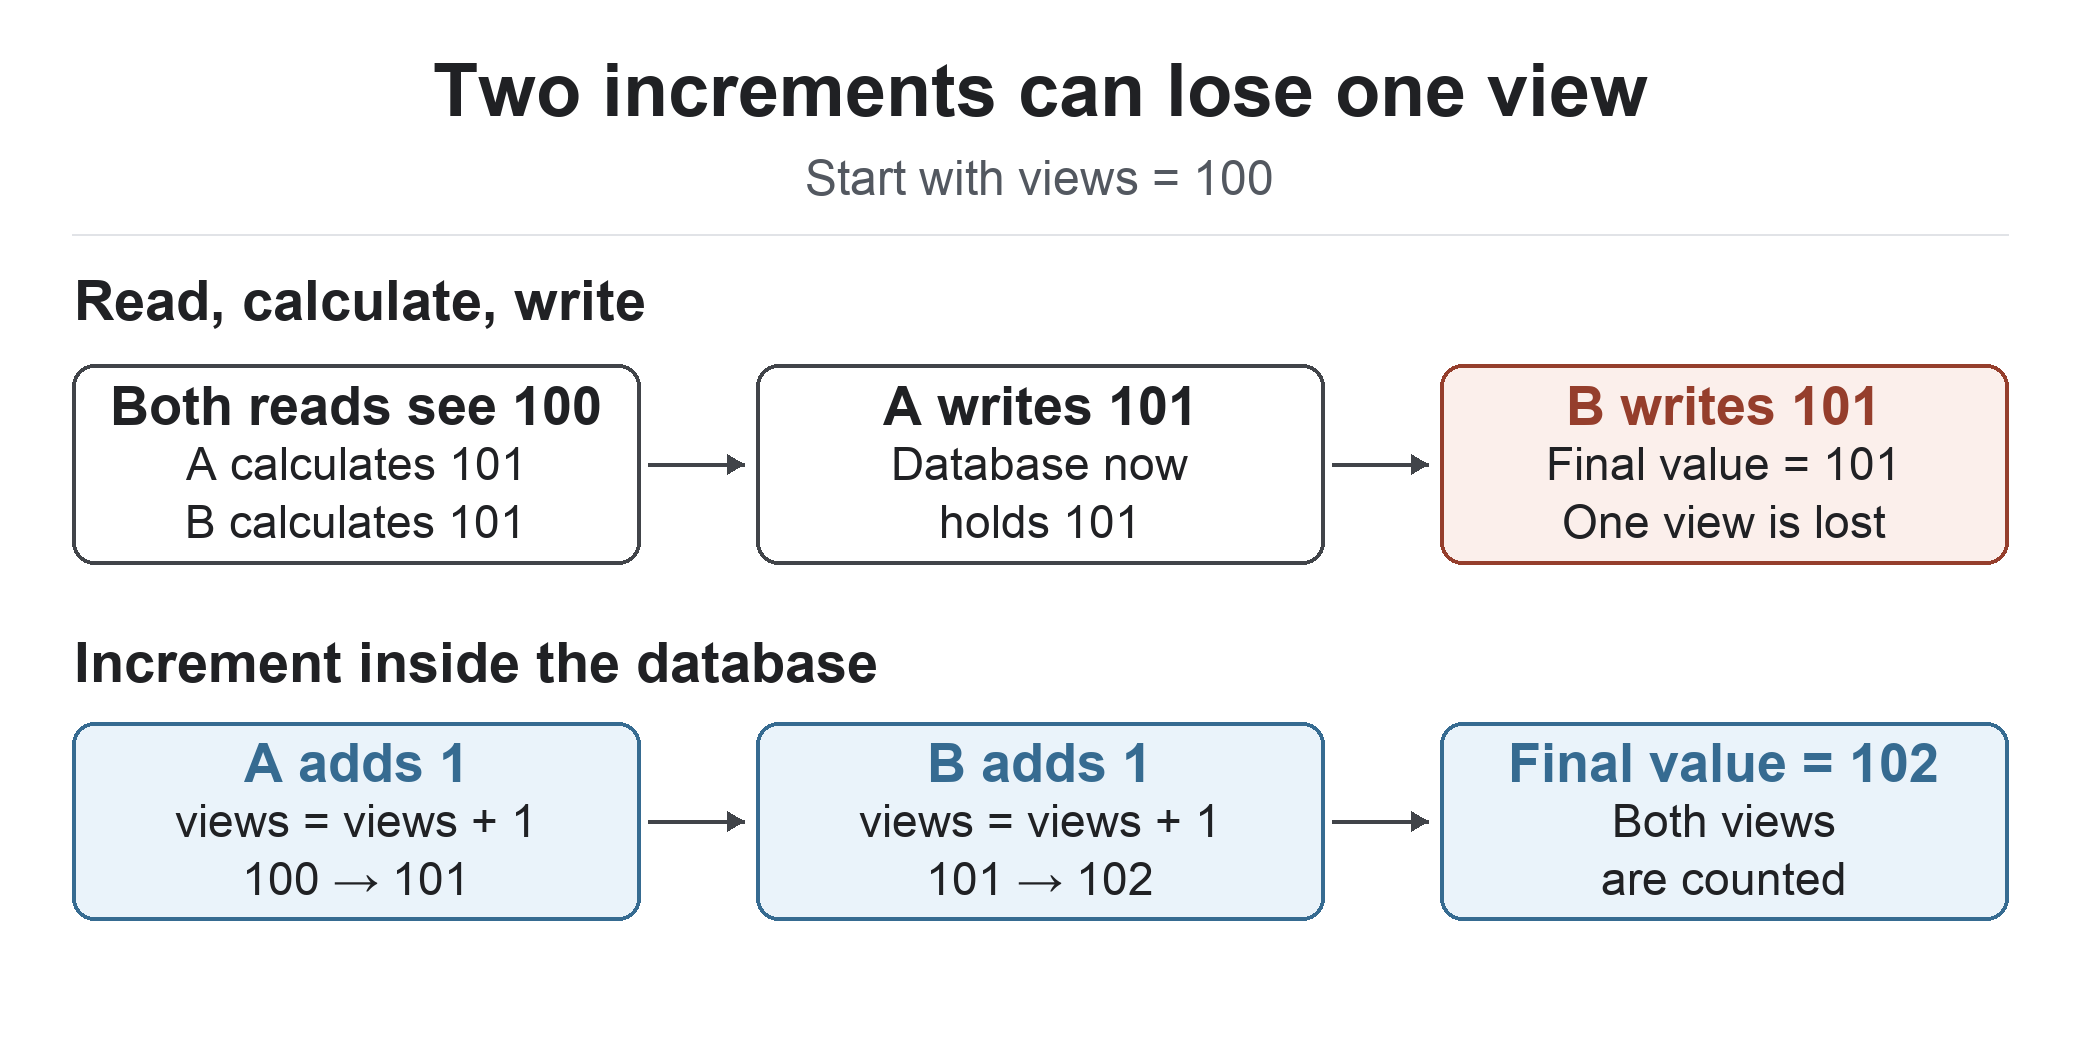 Two increments can lose one view
Start with views = 100
Read, calculate, write
Both reads see 100
A calculates 101
B calculates 101
A writes 101
Database now
holds 101
B writes 101
Final value = 101
One view is lost
Increment inside the database
A adds 1
views = views + 1
100 → 101
B adds 1
views = views + 1
101 → 102
Final value = 102
Both views
are counted